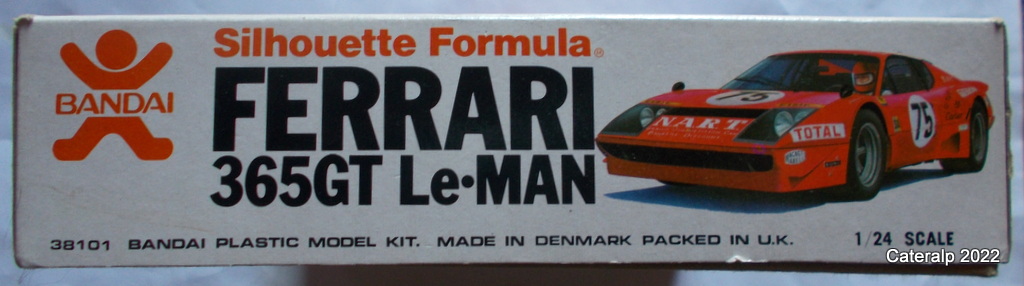 Silhouette Formula®
BANDAI
FERRARI
365GT Le•MAN
NART
75
TOTAL
75
38101 BANDAI PLASTIC MODEL KIT. MADE IN DENMARK PACKED IN U.K.
1/24 SCALE
Cateralp 2022